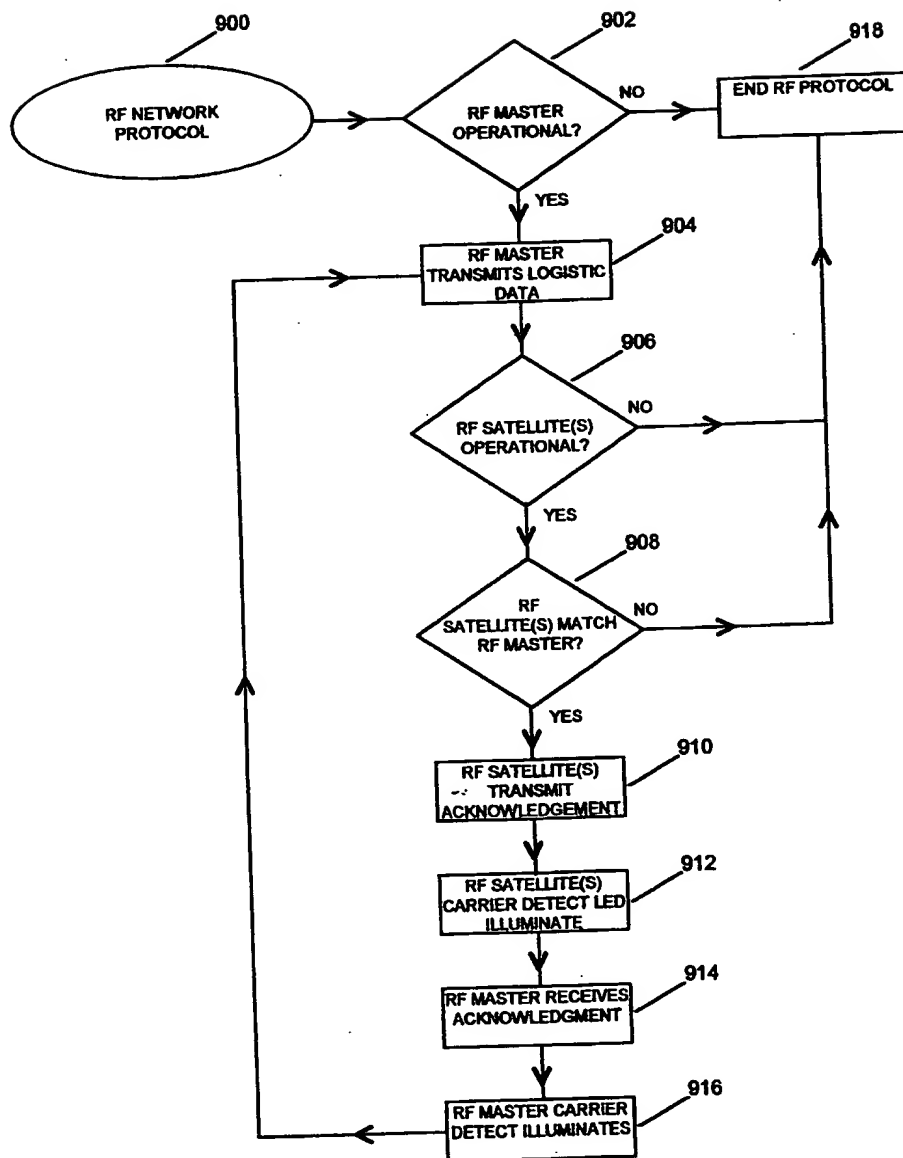 900
RF NETWORK
PROTOCOL
902
RF MASTER
OPERATIONAL?
NO
918
END RF PROTOCOL
YES
904
RF MASTER
TRANSMITS LOGISTIC
DATA
906
RF SATELLITE(S)
OPERATIONAL?
NO
YES
908
RF
SATELLITE(S) MATCH
RF MASTER?
NO
YES
910
RF SATELLITE(S)
TRANSMIT
ACKNOWLEDGEMENT
912
RF SATELLITE(S)
CARRIER DETECT LED
ILLUMINATE
914
RF MASTER RECEIVES
ACKNOWLEDGMENT
916
RF MASTER CARRIER
DETECT ILLUMINATES